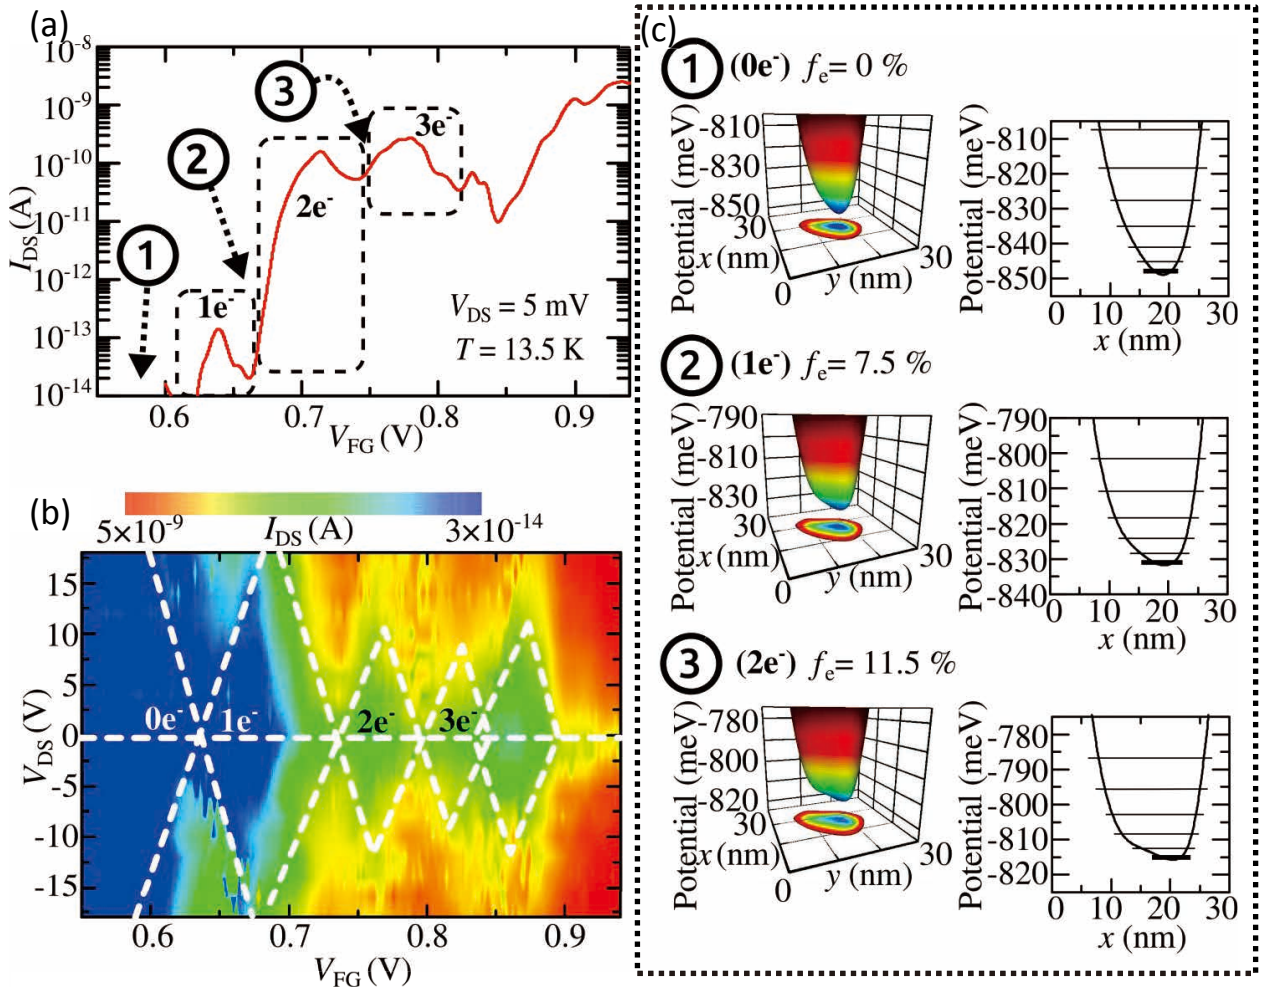 (a)
10⁻⁸
10⁻⁹
10⁻¹⁰
10⁻¹¹
10⁻¹²
10⁻¹³
10⁻¹⁴
I_DS (A)
1
2
3
1e⁻
2e⁻
3e⁻
V_DS = 5 mV
T = 13.5 K
0.6 0.7 0.8 0.9
V_FG (V)
(b)
5×10⁻⁹ I_DS (A) 3×10⁻¹⁴
15
10
5
0
-5
-10
-15
V_DS (V)
0e⁻ 1e⁻ 2e⁻ 3e⁻
0.6 0.7 0.8 0.9
V_FG (V)
(c)
1 (0e⁻) fₑ= 0 %
Potential (meV)
-810
-830
-850
30
x (nm)
0
y (nm)
30
Potential (meV)
-810
-820
-830
-840
-850
0 10 20 30
x (nm)
2 (1e⁻) fₑ= 7.5 %
Potential (meV)
-790
-810
-830
30
x (nm)
0
y (nm)
30
Potential (meV)
-790
-800
-810
-820
-830
-840
0 10 20 30
x (nm)
3 (2e⁻) fₑ= 11.5 %
Potential (meV)
-780
-800
-820
30
x (nm)
0
y (nm)
30
Potential (meV)
-780
-790
-800
-810
-820
0 10 20 30
x (nm)